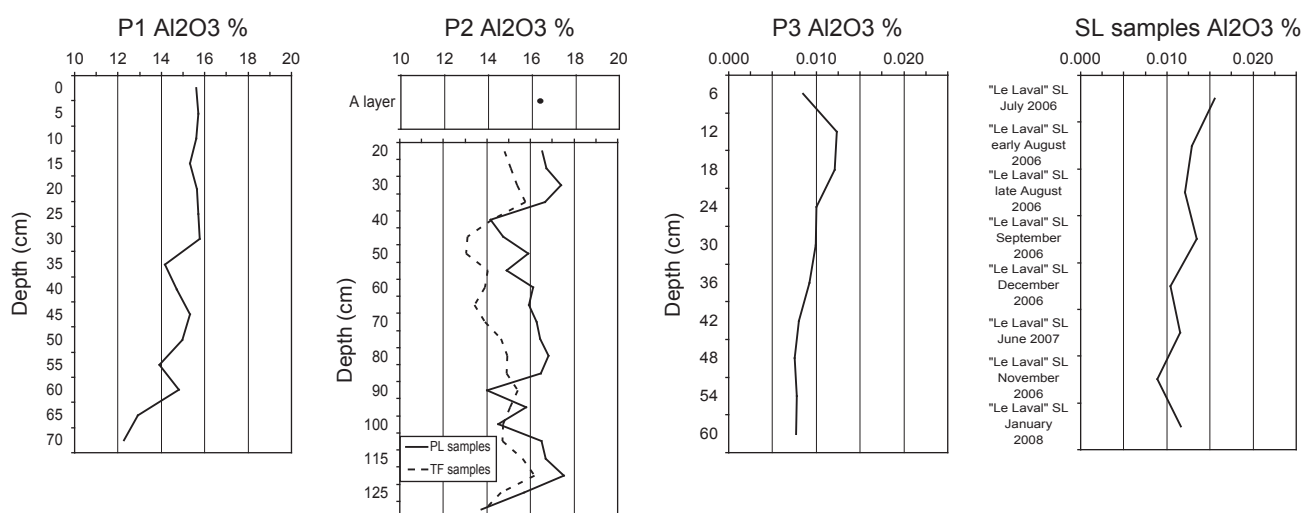 P1 Al2O3 %
10 12 14 16 18 20
Depth (cm)
0
5
10
15
20
25
30
35
40
45
50
55
60
65
70
P2 Al2O3 %
10 12 14 16 18 20
A layer
Depth (cm)
20
30
40
50
60
70
80
90
100
115
125
PL samples
TF samples
P3 Al2O3 %
0.000 0.010 0.020
Depth (cm)
6
12
18
24
30
36
42
48
54
60
SL samples Al2O3 %
0.000 0.010 0.020
"Le Laval" SL
July 2006
"Le Laval" SL
early August
2006
"Le Laval" SL
late August
2006
"Le Laval" SL
September
2006
"Le Laval" SL
December
2006
"Le Laval" SL
June 2007
"Le Laval" SL
November
2006
"Le Laval" SL
January
2008